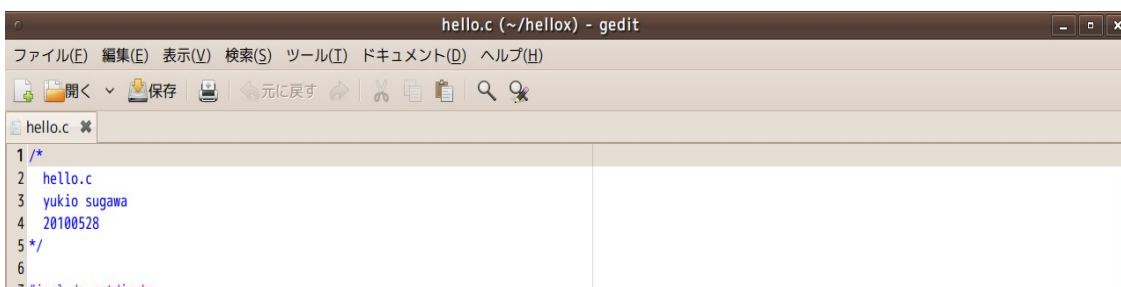 hello.c (~/hellox) - gedit
ファイル(F) 編集(E) 表示(V) 検索(S) ツール(T) ドキュメント(D) ヘルプ(H)
開く 保存 元に戻す
hello.c
1 /*
2 hello.c
3 yukio sugawa
4 20100528
5 */
6